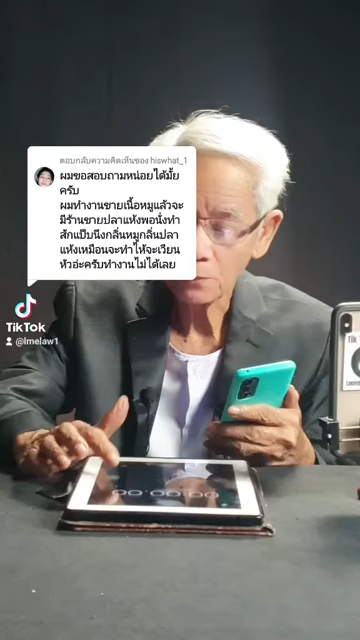 ตอบกลับความคิดเห็นของ hiswhat_1
ผมขอสอบถามหน่อยได้มั้ย
ครับ
ผมทำงานขายเนื้อหมูแล้วจะ
มีร้านขายปลาแห้งพอนั่งทำ
สักแป๊บนึงกลิ่นหมูกลิ่นปลา
แห้งเหมือนจะทำให้จะเวียน
หัวอ่ะครับทำงานไม่ได้เลย
TikTok
@lmelaw1
00:00:00